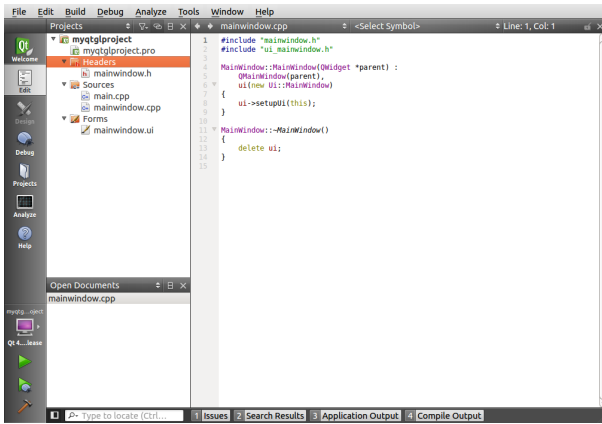 File Edit Build Debug Analyze Tools Window Help
Projects
mainwindow.cpp
<Select Symbol>
Line: 1, Col: 1
Qt
Welcome
Edit
Design
Debug
Projects
Analyze
Help
myqtglproject
myqtglproject.pro
Headers
mainwindow.h
Sources
main.cpp
mainwindow.cpp
Forms
mainwindow.ui
1 #include "mainwindow.h"
2 #include "ui_mainwindow.h"
3
4 MainWindow::MainWindow(QWidget *parent) :
5 QMainWindow(parent),
6 ui(new Ui::MainWindow)
7 {
8 ui->setupUi(this);
9 }
10
11 MainWindow::~MainWindow()
12 {
13 delete ui;
14 }
15
Open Documents
mainwindow.cpp
myqtg...oject
Qt 4....lease
Type to locate (Ctrl...
1 Issues 2 Search Results 3 Application Output 4 Compile Output